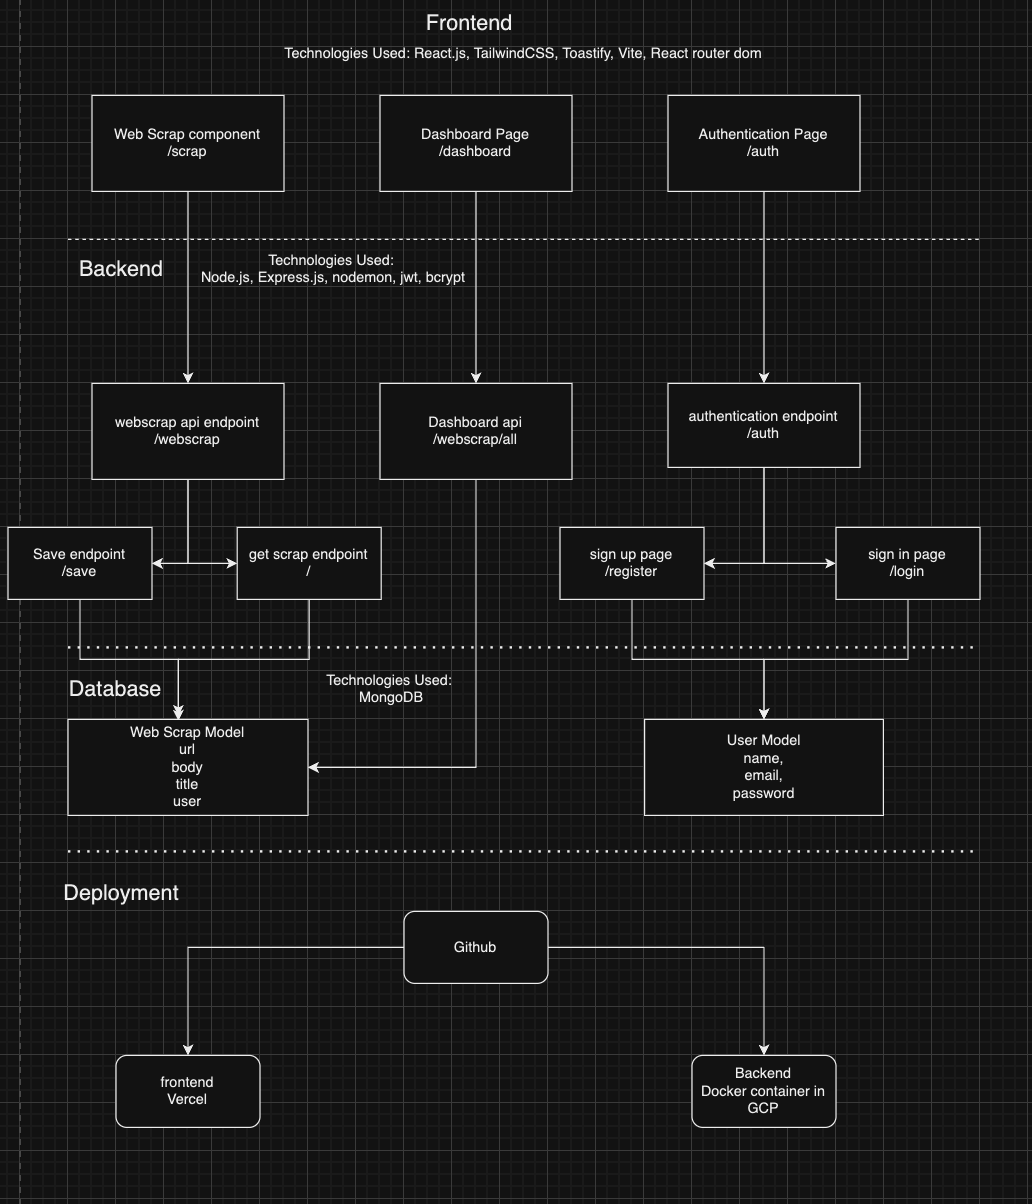 Frontend
Technologies Used: React.js, TailwindCSS, Toastify, Vite, React router dom
Web Scrap component
/scrap
Dashboard Page
/dashboard
Authentication Page
/auth
Backend
Technologies Used:
Node.js, Express.js, nodemon, jwt, bcrypt
webscrap api endpoint
/webscrap
Dashboard api
/webscrap/all
authentication endpoint
/auth
Save endpoint
/save
get scrap endpoint
/
sign up page
/register
sign in page
/login
Database
Technologies Used:
MongoDB
Web Scrap Model
url
body
title
user
User Model
name,
email,
password
Deployment
Github
frontend
Vercel
Backend
Docker container in
GCP